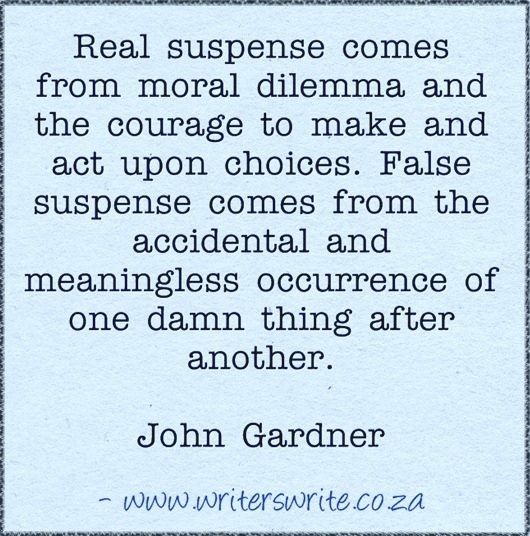 Real suspense comes
from moral dilemma and
the courage to make and
act upon choices. False
suspense comes from the
accidental and
meaningless occurrence of
one damn thing after
another.
John Gardner
- www.writerswrite.co.za